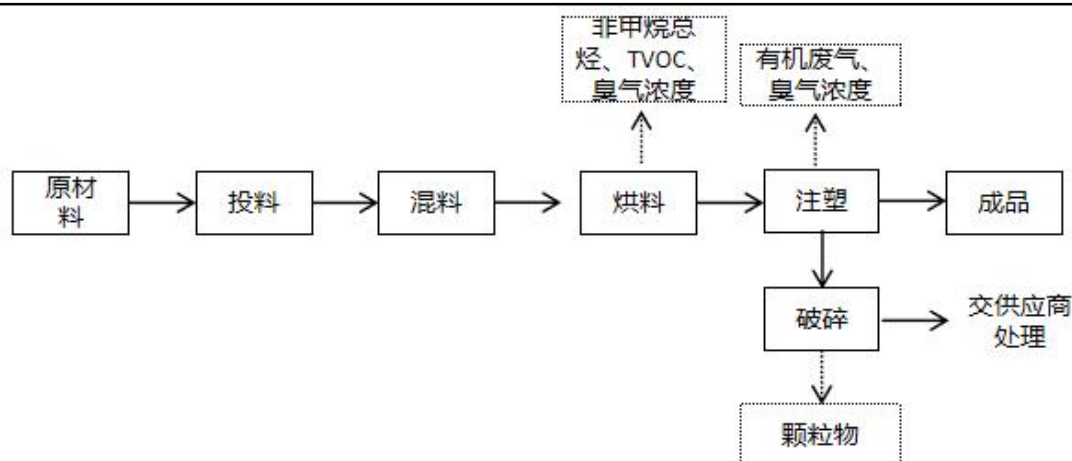 非甲烷总
烃、TVOC、
臭气浓度
有机废气、
臭气浓度
原材
料
投料
混料
烘料
注塑
成品
破碎
交供应商
处理
颗粒物